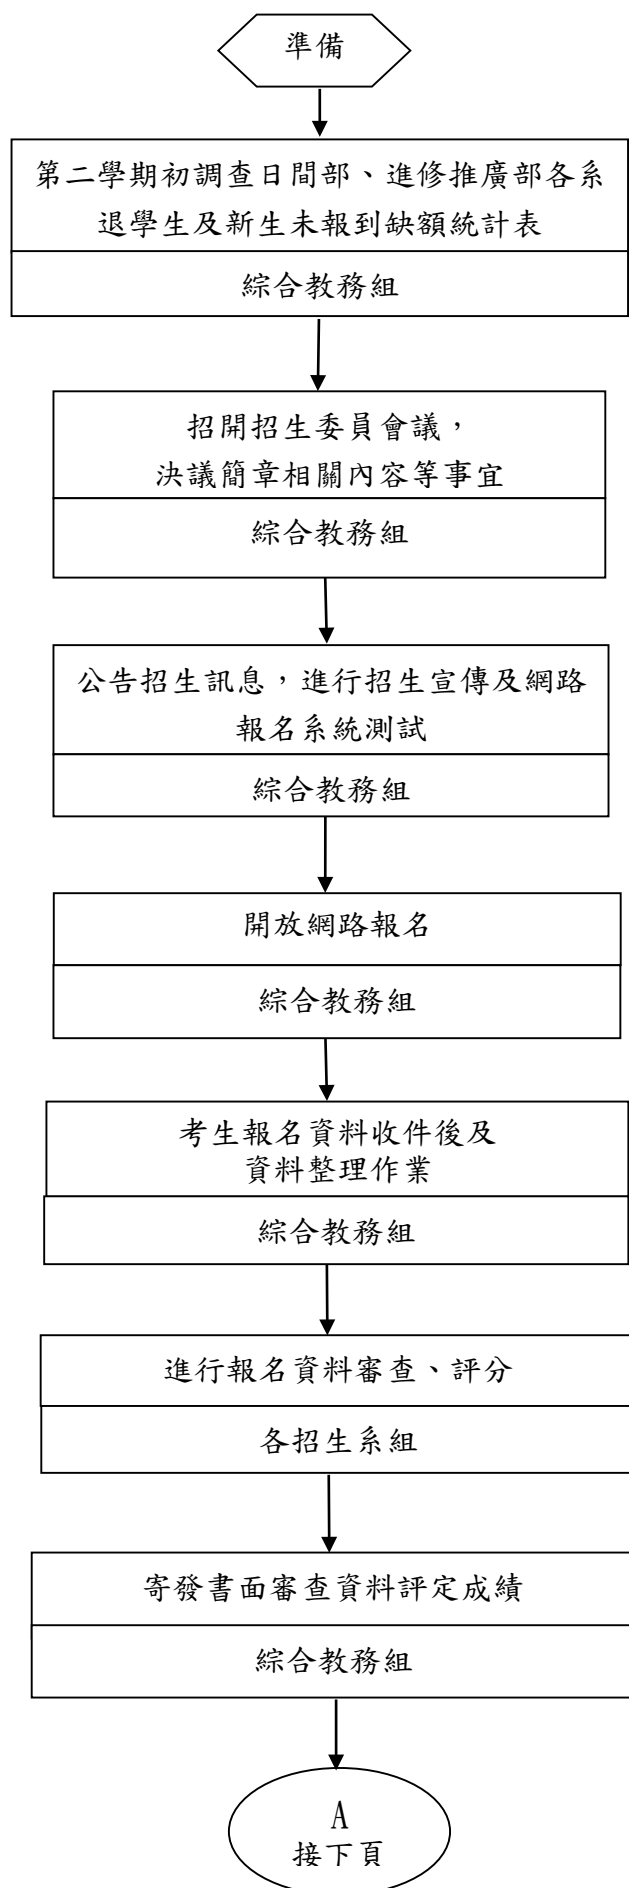 準備
第二學期初調查日間部、進修推廣部各系
退學生及新生未報到缺額統計表
綜合教務組
招開招生委員會議，
決議簡章相關內容等事宜
綜合教務組
公告招生訊息，進行招生宣傳及網路
報名系統測試
綜合教務組
開放網路報名
綜合教務組
考生報名資料收件後及
資料整理作業
綜合教務組
進行報名資料審查、評分
各招生系組
寄發書面審查資料評定成績
綜合教務組
A
接下頁